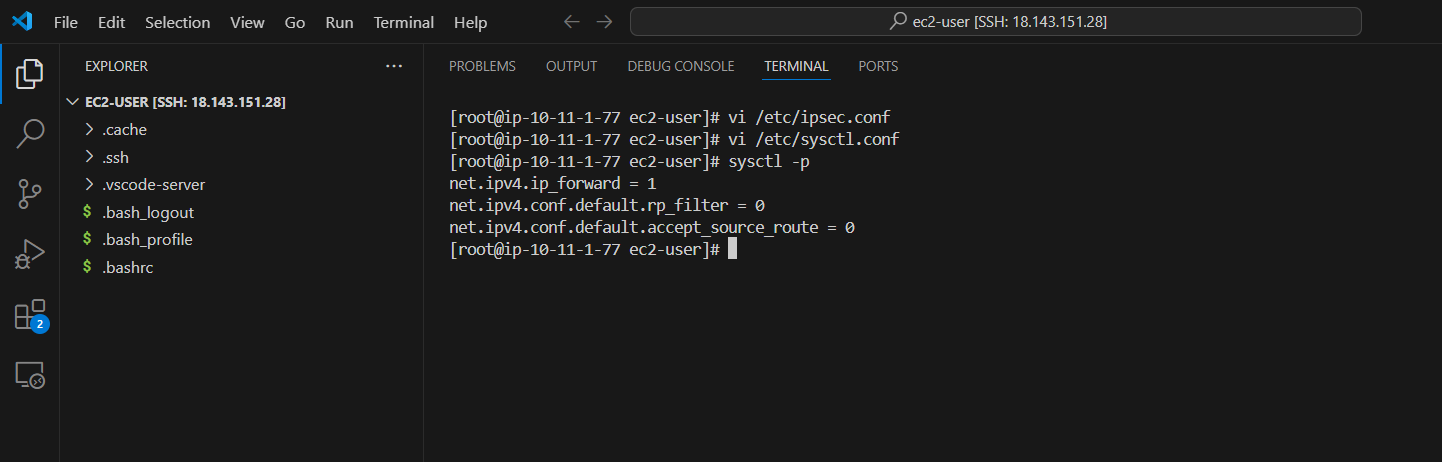 File Edit Selection View Go Run Terminal Help
ec2-user [SSH: 18.143.151.28]
EXPLORER
...
EC2-USER [SSH: 18.143.151.28]
.cache
.ssh
.vscode-server
$ .bash_logout
$ .bash_profile
$ .bashrc
2
PROBLEMS OUTPUT DEBUG CONSOLE TERMINAL PORTS
[root@ip-10-11-1-77 ec2-user]# vi /etc/ipsec.conf
[root@ip-10-11-1-77 ec2-user]# vi /etc/sysctl.conf
[root@ip-10-11-1-77 ec2-user]# sysctl -p
net.ipv4.ip_forward = 1
net.ipv4.conf.default.rp_filter = 0
net.ipv4.conf.default.accept_source_route = 0
[root@ip-10-11-1-77 ec2-user]#